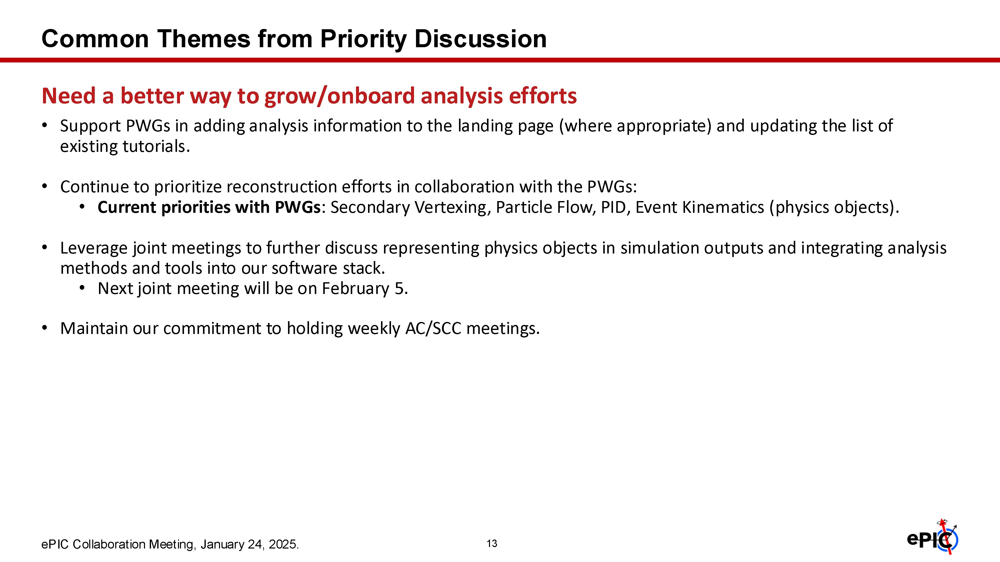 Common Themes from Priority Discussion
Need a better way to grow/onboard analysis efforts
• Support PWGs in adding analysis information to the landing page (where appropriate) and updating the list of
existing tutorials.
• Continue to prioritize reconstruction efforts in collaboration with the PWGs:
• Current priorities with PWGs: Secondary Vertexing, Particle Flow, PID, Event Kinematics (physics objects).
• Leverage joint meetings to further discuss representing physics objects in simulation outputs and integrating analysis
methods and tools into our software stack.
• Next joint meeting will be on February 5.
• Maintain our commitment to holding weekly AC/SCC meetings.
ePIC Collaboration Meeting, January 24, 2025.
13
ePIC